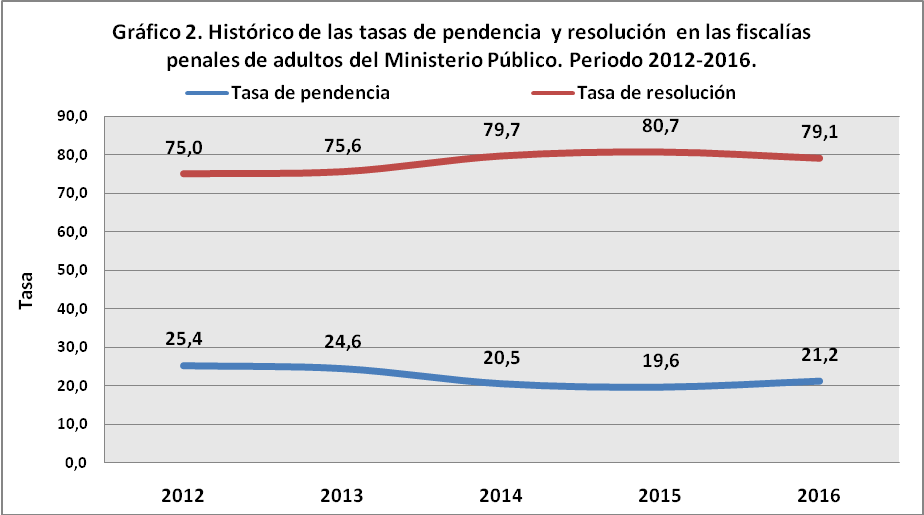 Gráfico 2. Histórico de las tasas de pendencia y resolución en las fiscalías
penales de adultos del Ministerio Público. Periodo 2012-2016.
Tasa de pendencia Tasa de resolución
90,0
80,0
70,0
60,0
50,0
40,0
30,0
20,0
10,0
0,0
Tasa
75,0 75,6 79,7 80,7 79,1
25,4 24,6 20,5 19,6 21,2
2012 2013 2014 2015 2016